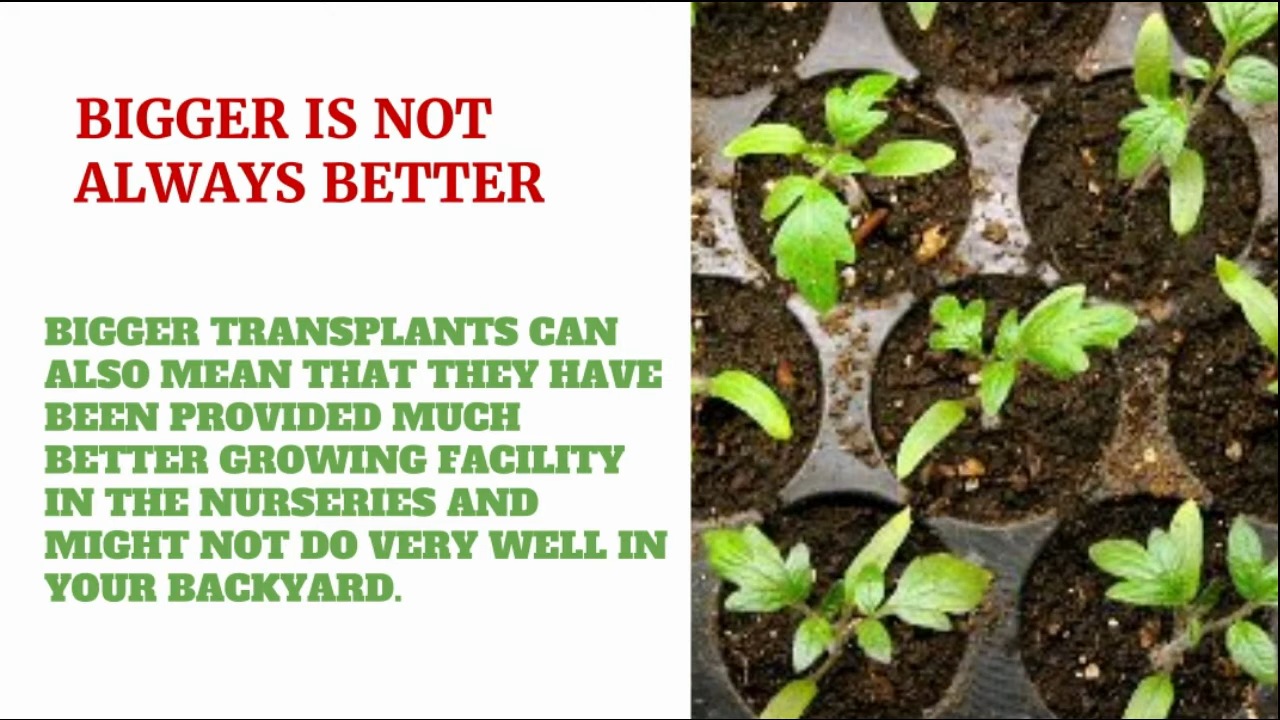 BIGGER IS NOT
ALWAYS BETTER
BIGGER TRANSPLANTS CAN
ALSO MEAN THAT THEY HAVE
BEEN PROVIDED MUCH
BETTER GROWING FACILITY
IN THE NURSERIES AND
MIGHT NOT DO VERY WELL IN
YOUR BACKYARD.